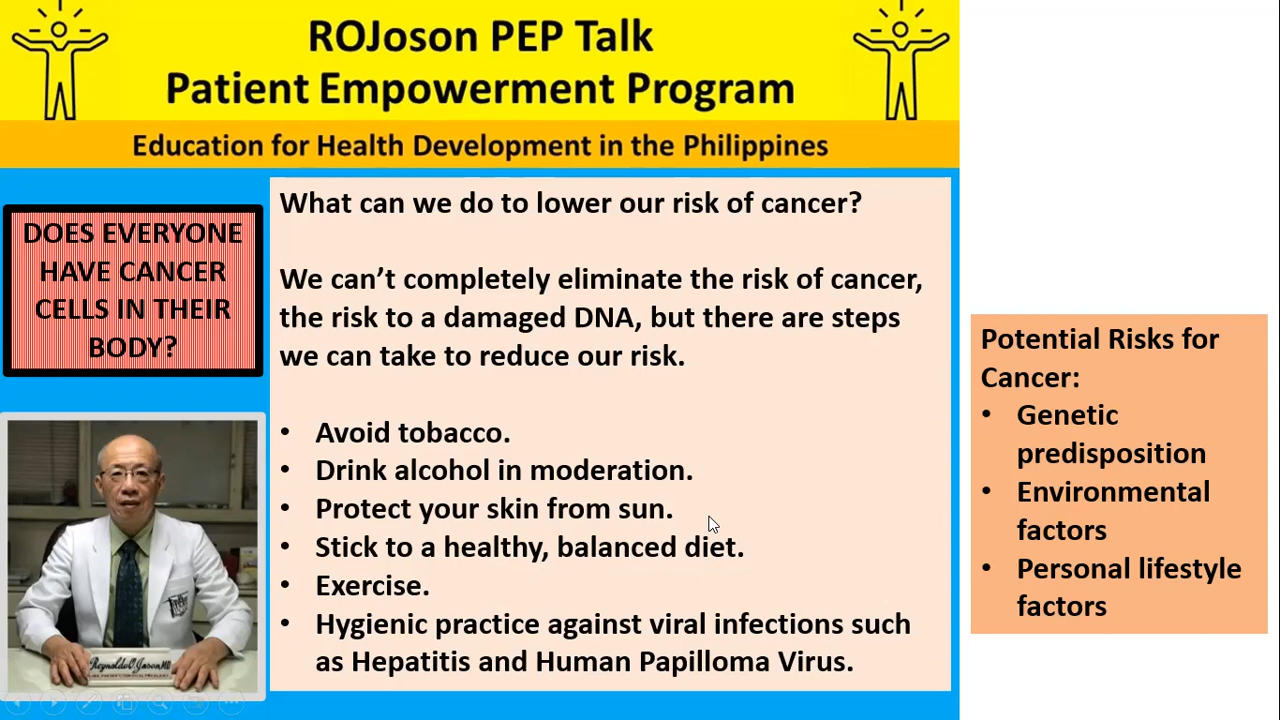 ROJoson PEP Talk
Patient Empowerment Program
Education for Health Development in the Philippines
DOES EVERYONE
HAVE CANCER
CELLS IN THEIR
BODY?
What can we do to lower our risk of cancer?
We can’t completely eliminate the risk of cancer,
the risk to a damaged DNA, but there are steps
we can take to reduce our risk.
• Avoid tobacco.
• Drink alcohol in moderation.
• Protect your skin from sun.
• Stick to a healthy, balanced diet.
• Exercise.
• Hygienic practice against viral infections such
as Hepatitis and Human Papilloma Virus.
Potential Risks for
Cancer:
• Genetic
predisposition
• Environmental
factors
• Personal lifestyle
factors
Reynaldo O. Joson, MD